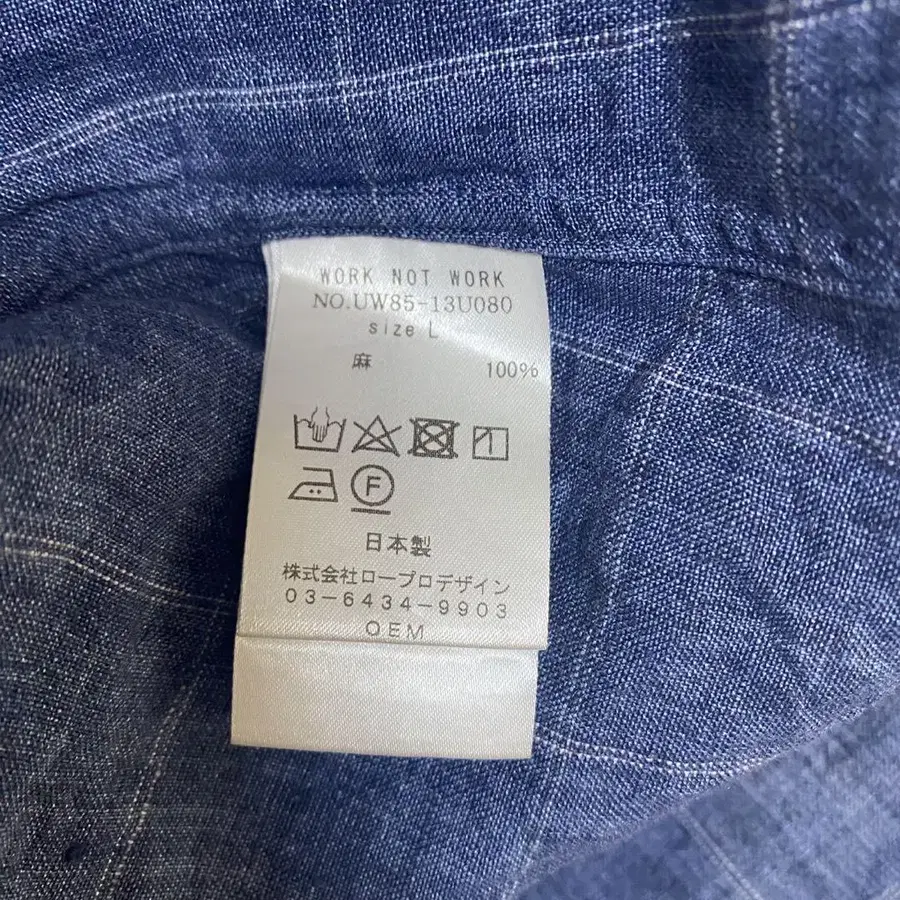 WORK NOT WORK
NO.UW85-13U080
size L
麻 100%
F
日本製
株式会社ロープロデザイン
03-6434-9903
OEM